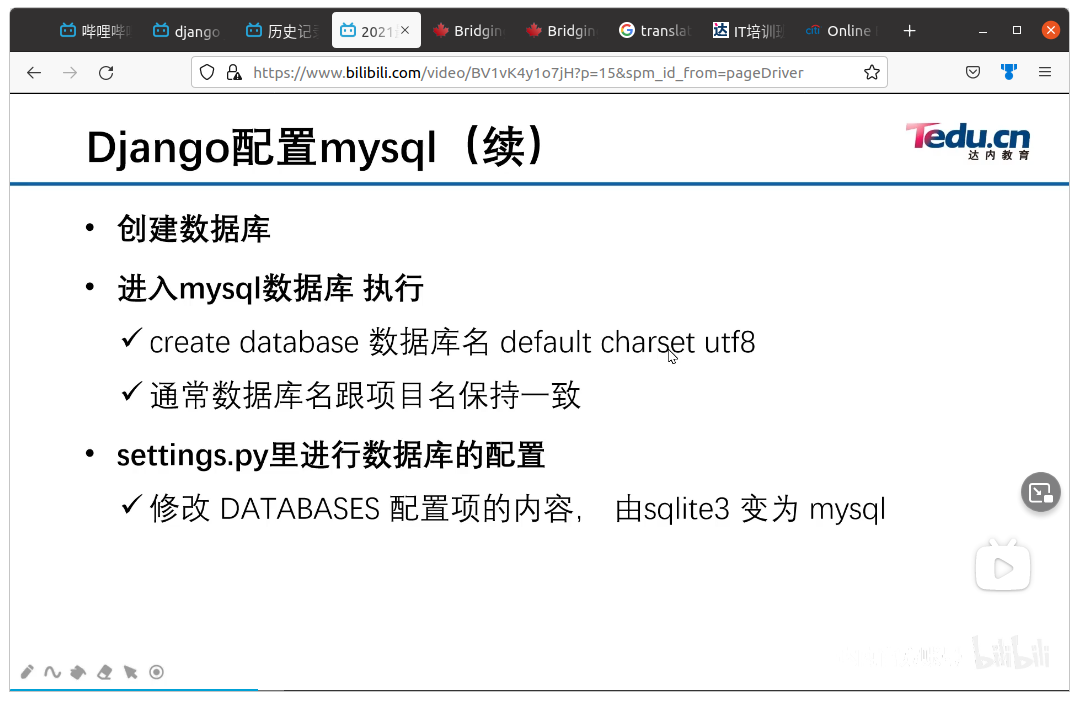 哔哩哔
django
历史记
2021
Bridgin
Bridgin
translat
达 IT培训
citi Online
https://www.bilibili.com/video/BV1vK4y1o7jH?p=15&spm_id_from=pageDriver
Django配置mysql（续）
Tedu.cn
达内教育
• 创建数据库
• 进入mysql数据库 执行
✓ create database 数据库名 default charset utf8
✓ 通常数据库名跟项目名保持一致
• settings.py里进行数据库的配置
✓ 修改 DATABASES 配置项的内容， 由sqlite3 变为 mysql
bilibili